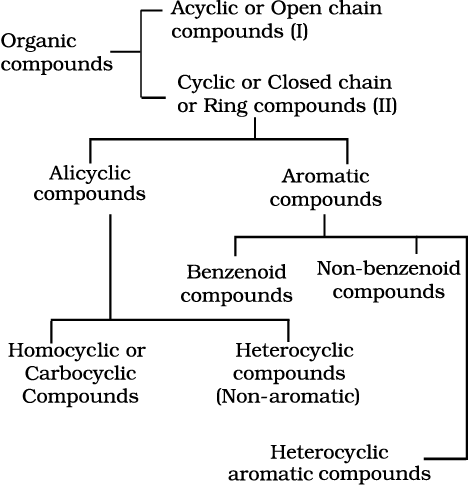 Organic
compounds
Acyclic or Open chain
compounds (I)
Cyclic or Closed chain
or Ring compounds (II)
Alicyclic
compounds
Aromatic
compounds
Benzenoid
compounds
Non-benzenoid
compounds
Homocyclic or
Carbocyclic
Compounds
Heterocyclic
compounds
(Non-aromatic)
Heterocyclic
aromatic compounds